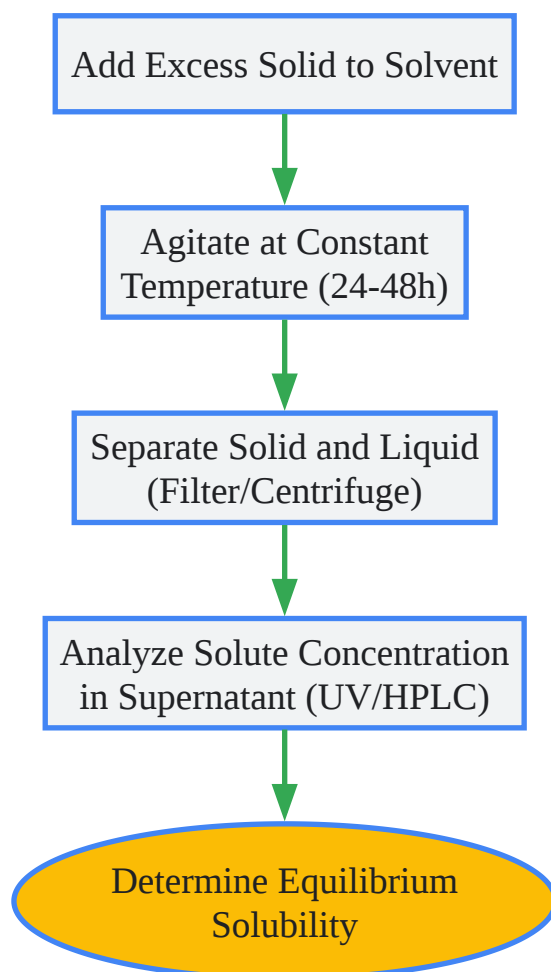 Add Excess Solid to Solvent
Agitate at Constant
Temperature (24-48h)
Separate Solid and Liquid
(Filter/Centrifuge)
Analyze Solute Concentration
in Supernatant (UV/HPLC)
Determine Equilibrium
Solubility